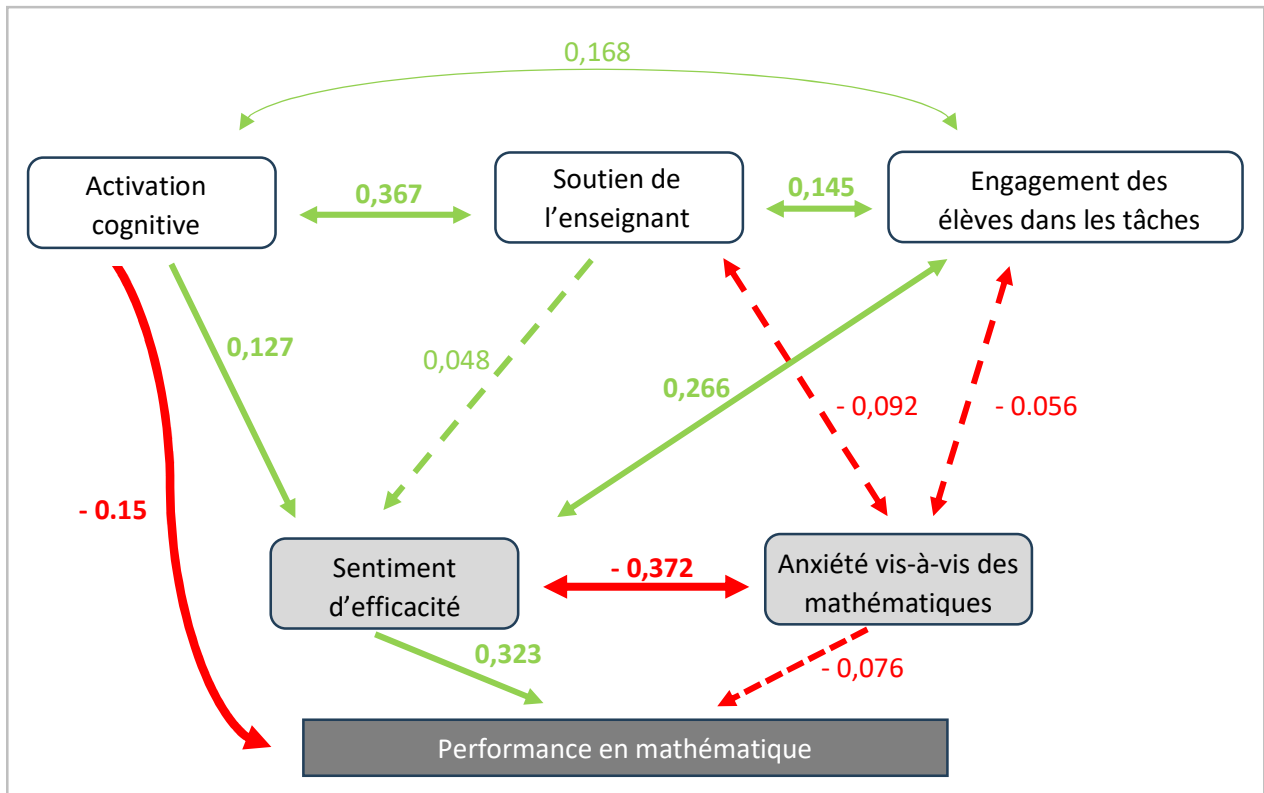 0,168
Activation
cognitive
0,367
Soutien de
l’enseignant
0,145
Engagement des
élèves dans les tâches
0,127
0,048
0,266
- 0,092
- 0.056
- 0.15
Sentiment
d’efficacité
- 0,372
Anxiété vis-à-vis des
mathématiques
0,323
- 0,076
Performance en mathématique